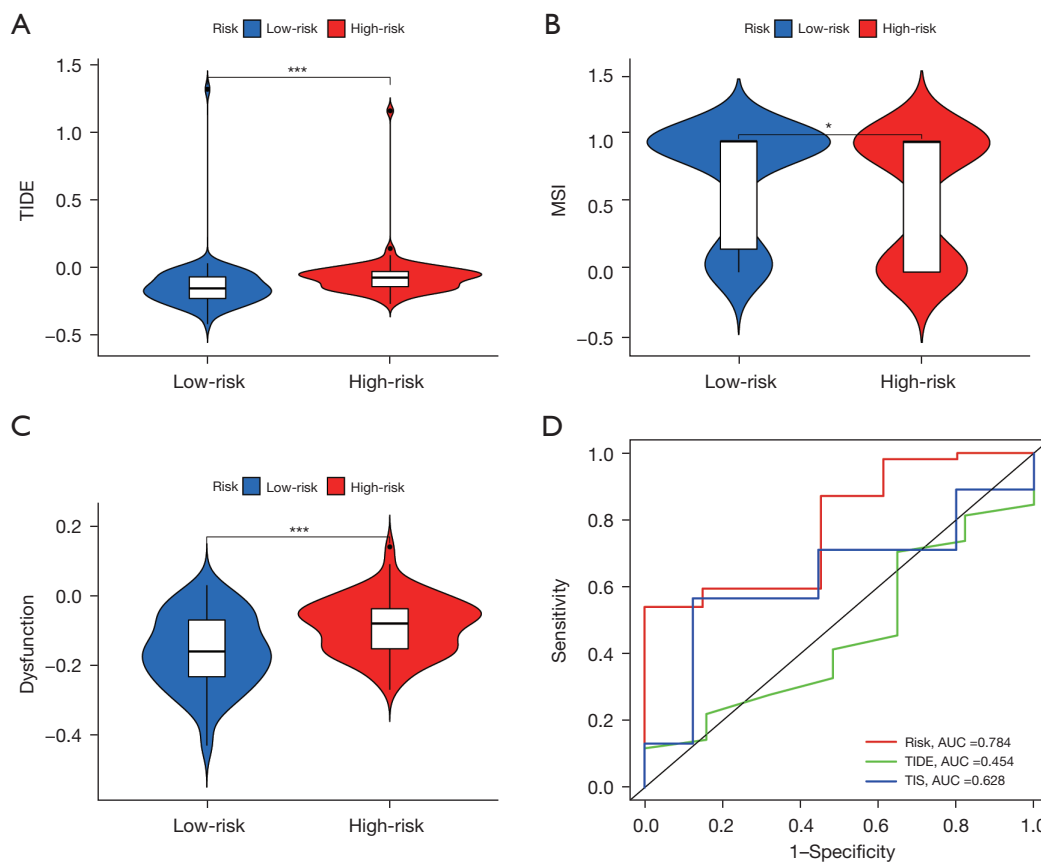 A
Risk Low-risk High-risk
1.5
1.0
0.5
0.0
−0.5
TIDE
***
Low-risk High-risk
B
Risk Low-risk High-risk
1.5
1.0
0.5
0.0
−0.5
MSI
*
Low-risk High-risk
C
Risk Low-risk High-risk
0.2
0.0
−0.2
−0.4
Dysfunction
***
Low-risk High-risk
D
1.0
0.8
0.6
0.4
0.2
0.0
Sensitivity
Risk, AUC =0.784
TIDE, AUC =0.454
TIS, AUC =0.628
0.0 0.2 0.4 0.6 0.8 1.0
1–Specificity